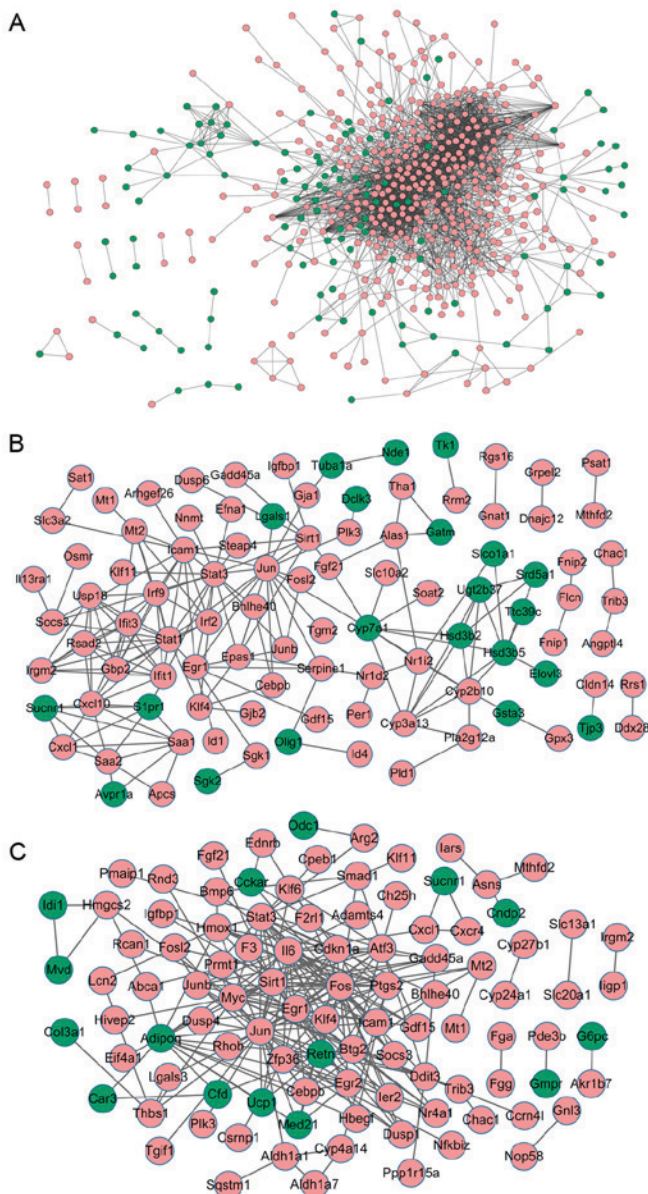 A
B
Sat1
Mt1
Arhgef26
Dusp6
Gadd45a
Igfbp1
Tuba1a
Nde1
Tk1
Rgs16
Grpel2
Psat1
Slc3a2
Mt2
Nnmt
Efna1
Lgals1
Gja1
Dclk3
Tha1
Rrm2
Gnat1
Dnajc12
Mthfd2
Osmr
Icam1
Steap4
Sirt1
Plk3
Alas1
Gatm
Il13ra1
Klf11
Stat3
Jun
Fosl2
Fgf21
Slc10a2
Slco1a1
Srd5a1
Fnip2
Chac1
Socs3
Usp18
Irf9
Bhlhe40
Soat2
Ugt2b37
Ttc39c
Flcn
Trib3
Rsad2
Ifit3
Stat1
Irf2
Junb
Tgm2
Cyp7a1
Hsd3b2
Hsd3b5
Fnip1
Angptl4
Irgm2
Gbp2
Ifit1
Egr1
Epas1
Serpine1
Nr1i2
Elovl3
Sucnr1
Cxcl10
S1pr1
Klf4
Cebpb
Nr1d2
Cyp2b10
Cldn14
Rrs1
Cxcl1
Saa1
Gjb2
Gdf15
Per1
Cyp3a13
Gsta3
Tjp3
Ddx28
Saa2
Id1
Olig1
Id4
Pla2g12a
Gpx3
Avpr1a
Apcs
Sgk2
Sgk1
Pld1
C
Odc1
Arg2
Ednrb
Cpeb1
Fgf21
Klf11
Iars
Pmaip1
Rnd3
Bmp6
Cckar
Klf6
Smad1
Sucnr1
Asns
Mthfd2
Idi1
Hmgcs2
Igfbp1
Stat3
F2rl1
Adamts4
Ch25h
Cndp2
Hmox1
Cxcl1
Cxcr4
Slc13a1
Irgm2
Mvd
Rcan1
Fosl2
F3
Il6
Cdkn1a
Atf3
Cyp27b1
Prmt1
Gadd45a
Mt2
Lcn2
Abca1
Junb
Sirt1
Fos
Ptgs2
Cyp24a1
Slc20a1
Iigp1
Myc
Bhlhe40
Hivep2
Dusp4
Egr1
Klf4
Icam1
Gdf15
Mt1
Col3a1
Adipoq
Jun
Fga
Pde3b
G6pc
Eif4a1
Rhob
Zfp36
Retn
Btg2
Socs3
Ddit3
Lgals3
Trib3
Fgg
Gmpr
Akr1b7
Car3
Cfd
Ucp1
Cebpb
Egr2
Ier2
Nr4a1
Thbs1
Med21
Hbegf
Chac1
Ccrn4l
Gnl3
Plk3
Csrnp1
Dusp1
Nfkbiz
Tgif1
Aldh1a1
Cyp4a14
Nop58
Ppp1r15a
Sqstm1
Aldh1a7